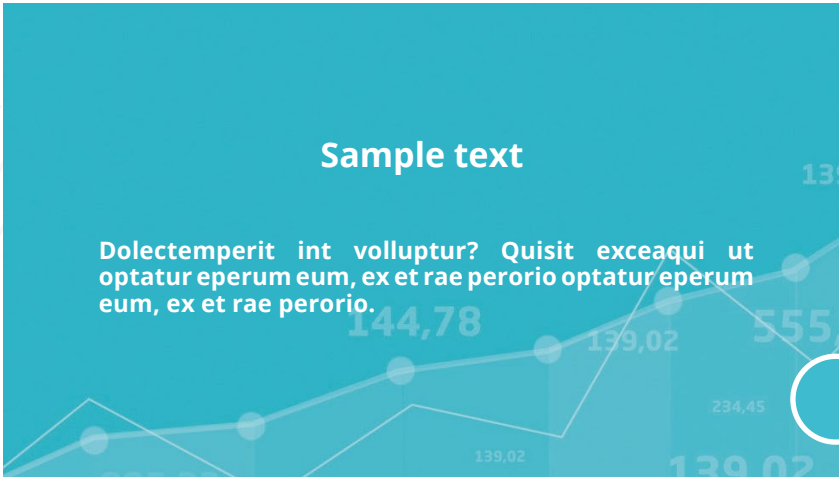 Sample text
139
Dolectemperit int volluptur? Quisit exceaqui ut
optatur eperum eum, ex et rae perorio optatur eperum
eum, ex et rae perorio.
144,78
139,02
555,
234,45
139,02
139,02